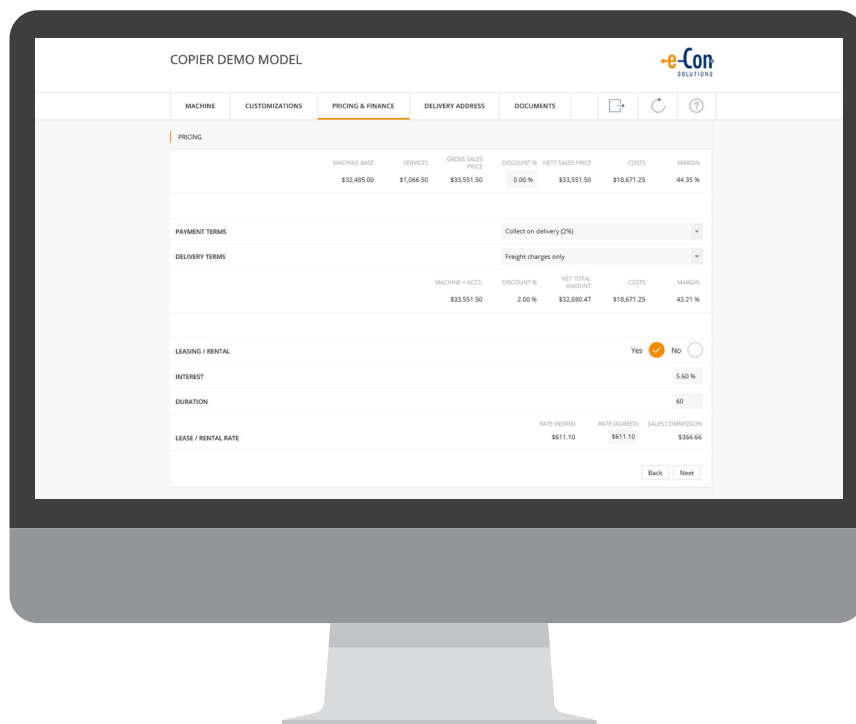 COPIER DEMO MODEL
e-Con
SOLUTIONS
MACHINE CUSTOMIZATIONS PRICING & FINANCE DELIVERY ADDRESS DOCUMENTS ?
PRICING
MACHINE BASE SERVICES GROSS SALES PRICE DISCOUNT % NETT SALES PRICE COSTS MARGIN
$32,485.00 $1,066.50 $33,551.50 0.00 % $33,551.50 $18,671.25 44.35 %
PAYMENT TERMS Collect on delivery (2%)
DELIVERY TERMS Freight charges only
MACHINE + ACCS. DISCOUNT % NET TOTAL AMOUNT COSTS MARGIN
$33,551.50 2.00 % $32,880.47 $18,671.25 43.21 %
LEASING / RENTAL Yes No
INTEREST 5.60 %
DURATION 60
RATE (NORM) RATE (AGREED) SALES COMMISSION
LEASE / RENTAL RATE $611.10 $611.10 $366.66
Back Next